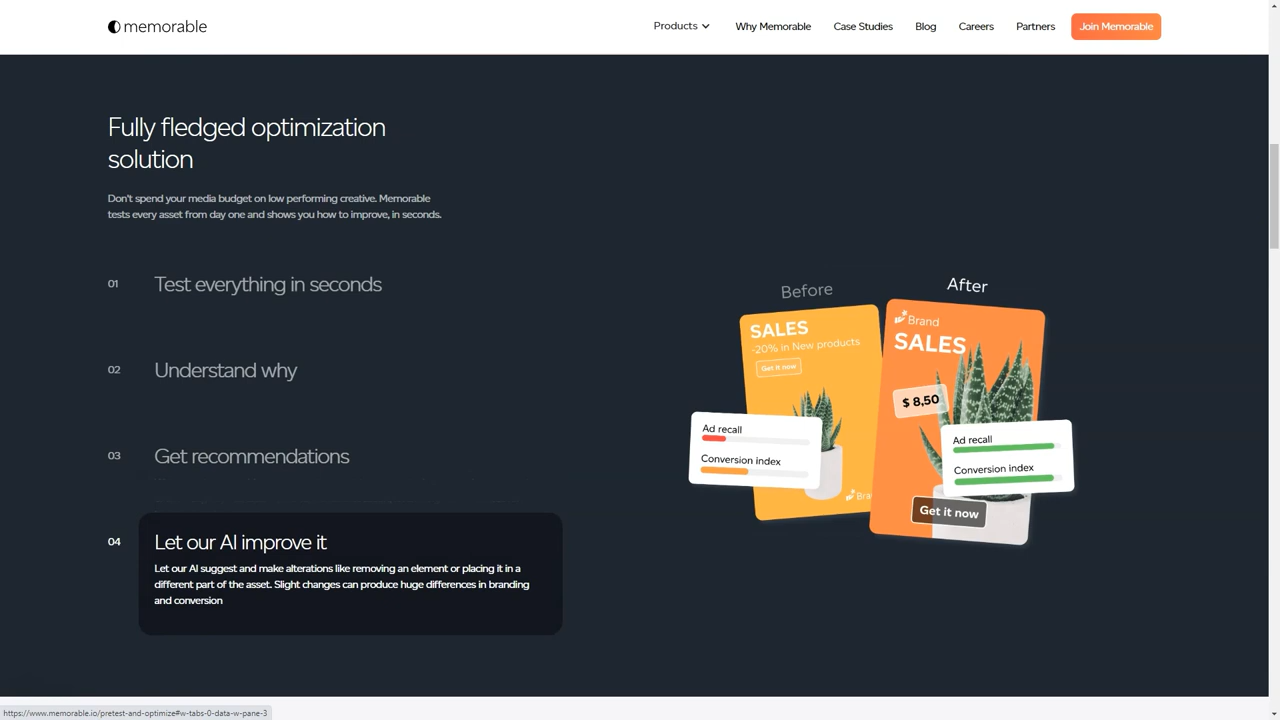 memorable
Products
Why Memorable
Case Studies
Blog
Careers
Partners
Join Memorable
Fully fledged optimization
solution
Don't spend your media budget on low performing creative. Memorable
tests every asset from day one and shows you how to improve, in seconds.
01
Test everything in seconds
02
Understand why
03
Get recommendations
04
Let our AI improve it
Let our AI suggest and make alterations like removing an element or placing it in a
different part of the asset. Slight changes can produce huge differences in branding
and conversion
Before
SALES
-20% in New products
Get it now
Ad recall
Conversion index
After
Brand
SALES
$ 8,50
Ad recall
Conversion index
Get it now
https://www.memorable.io/pretest-and-optimize#w-tabs-0-data-w-pane-3